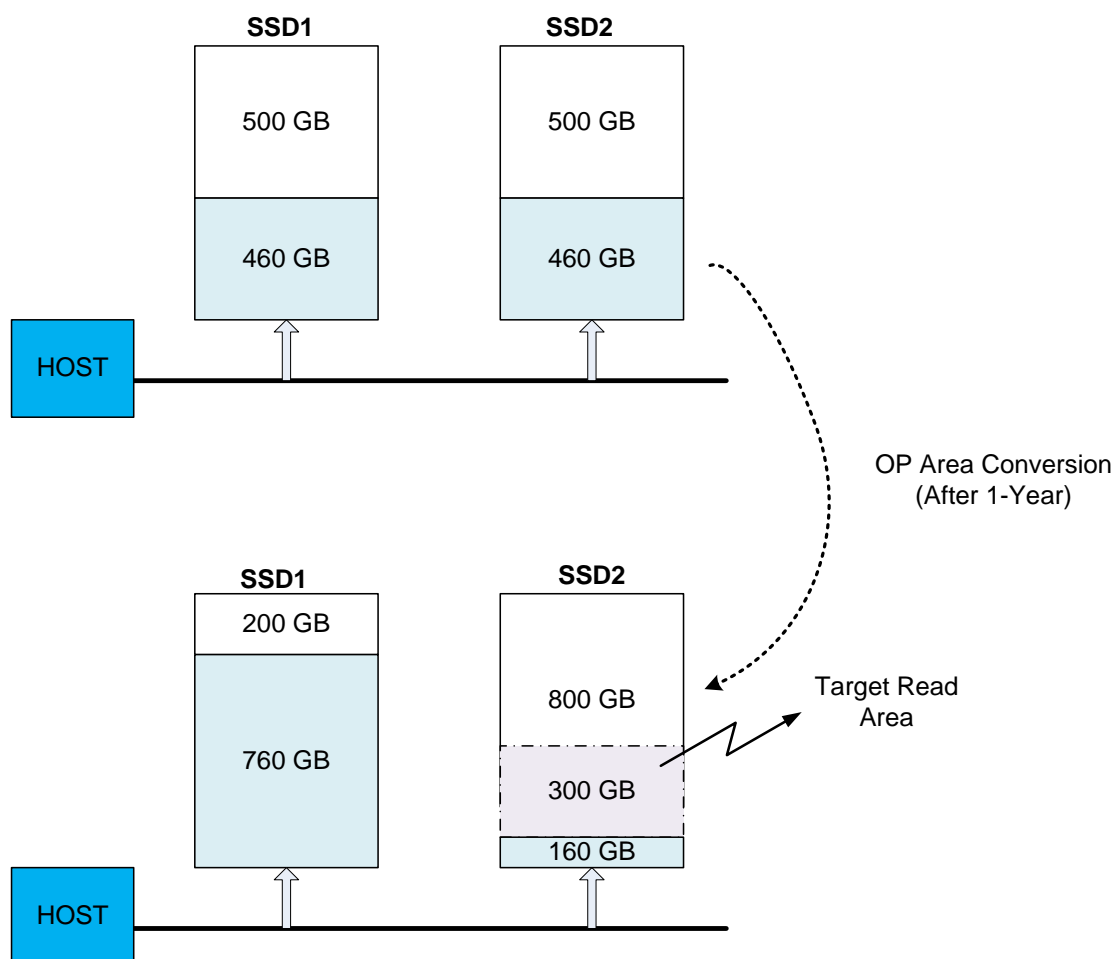 SSD1
SSD2
500 GB
500 GB
460 GB
460 GB
HOST
OP Area Conversion
(After 1-Year)
SSD1
SSD2
200 GB
800 GB
Target Read
Area
760 GB
300 GB
160 GB
HOST